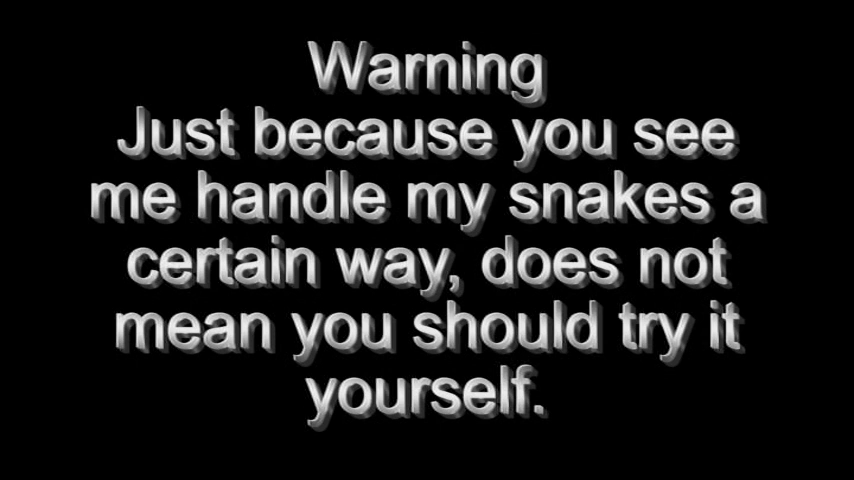 Warning
Just because you see
me handle my snakes a
certain way, does not
mean you should try it
yourself.